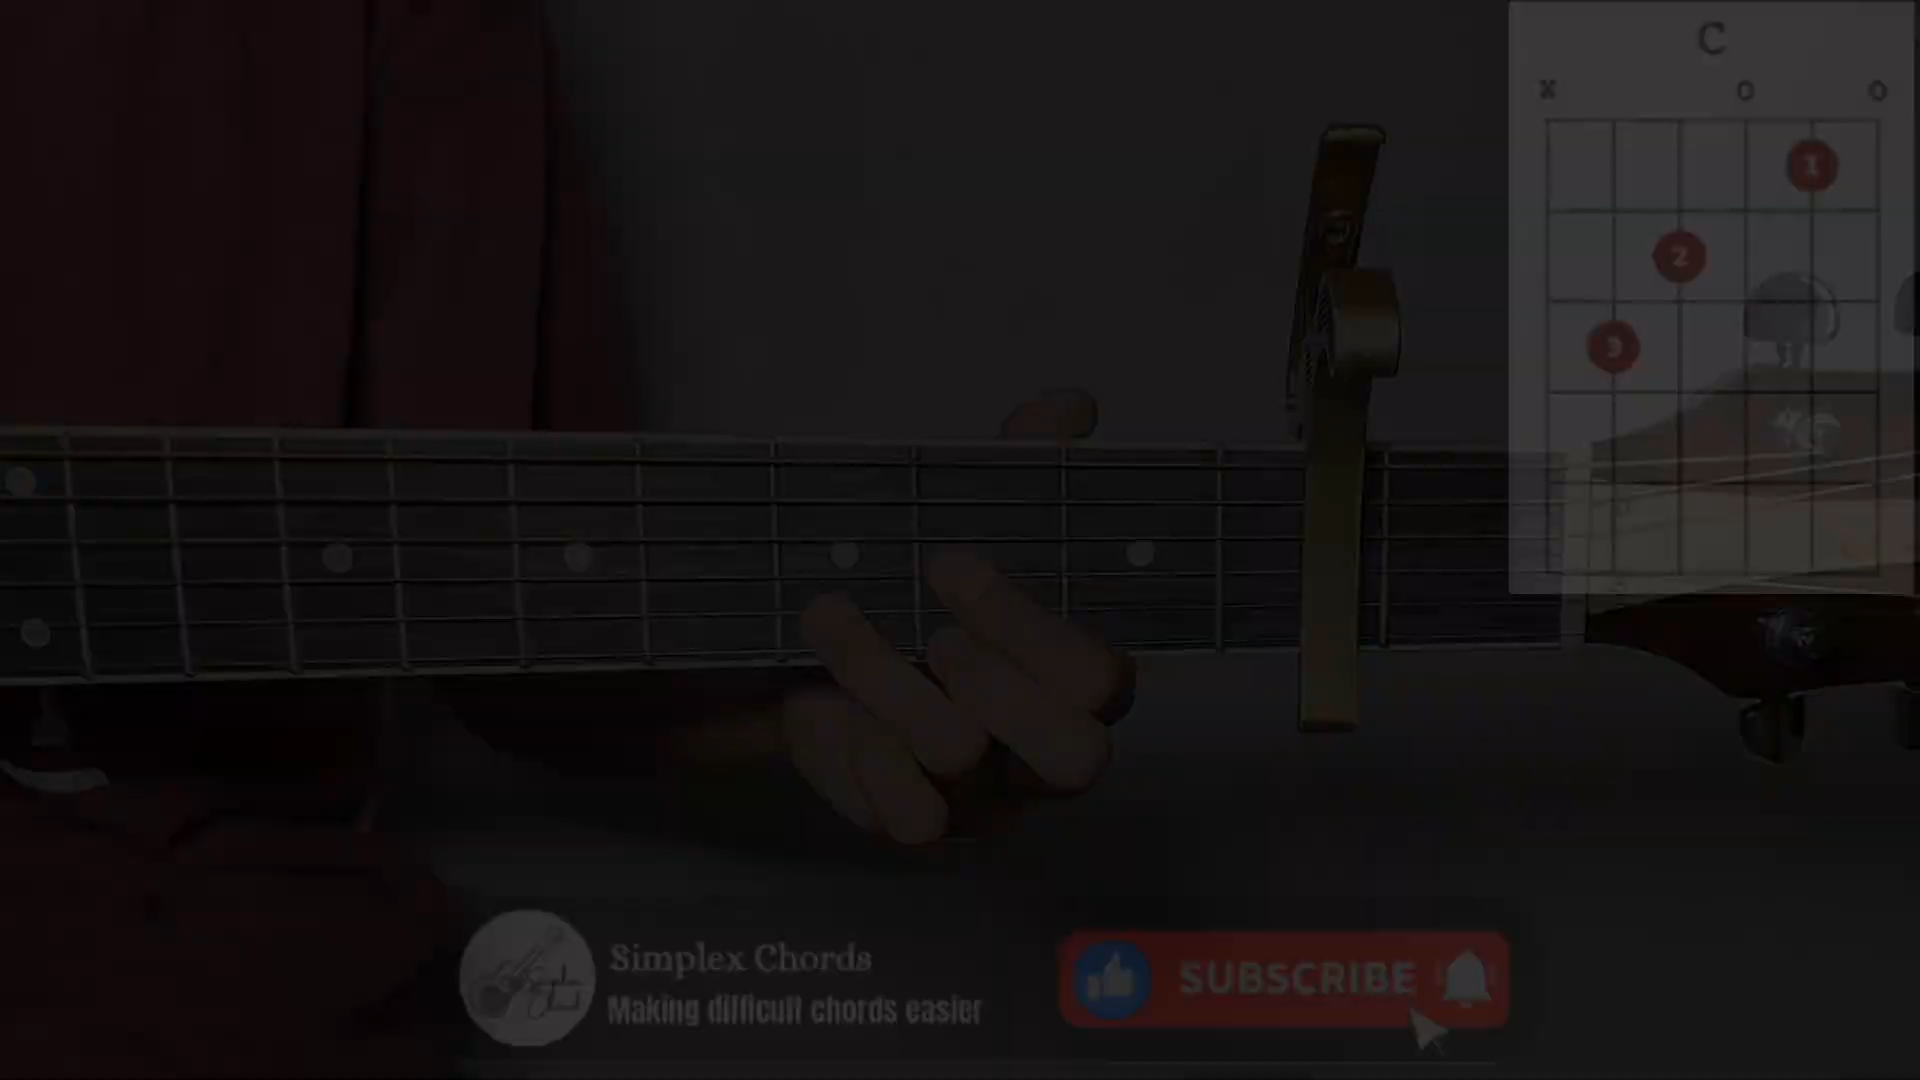 C
X O O
1
2
3
Simplex Chords
Making difficult chords easier
SUBSCRIBE